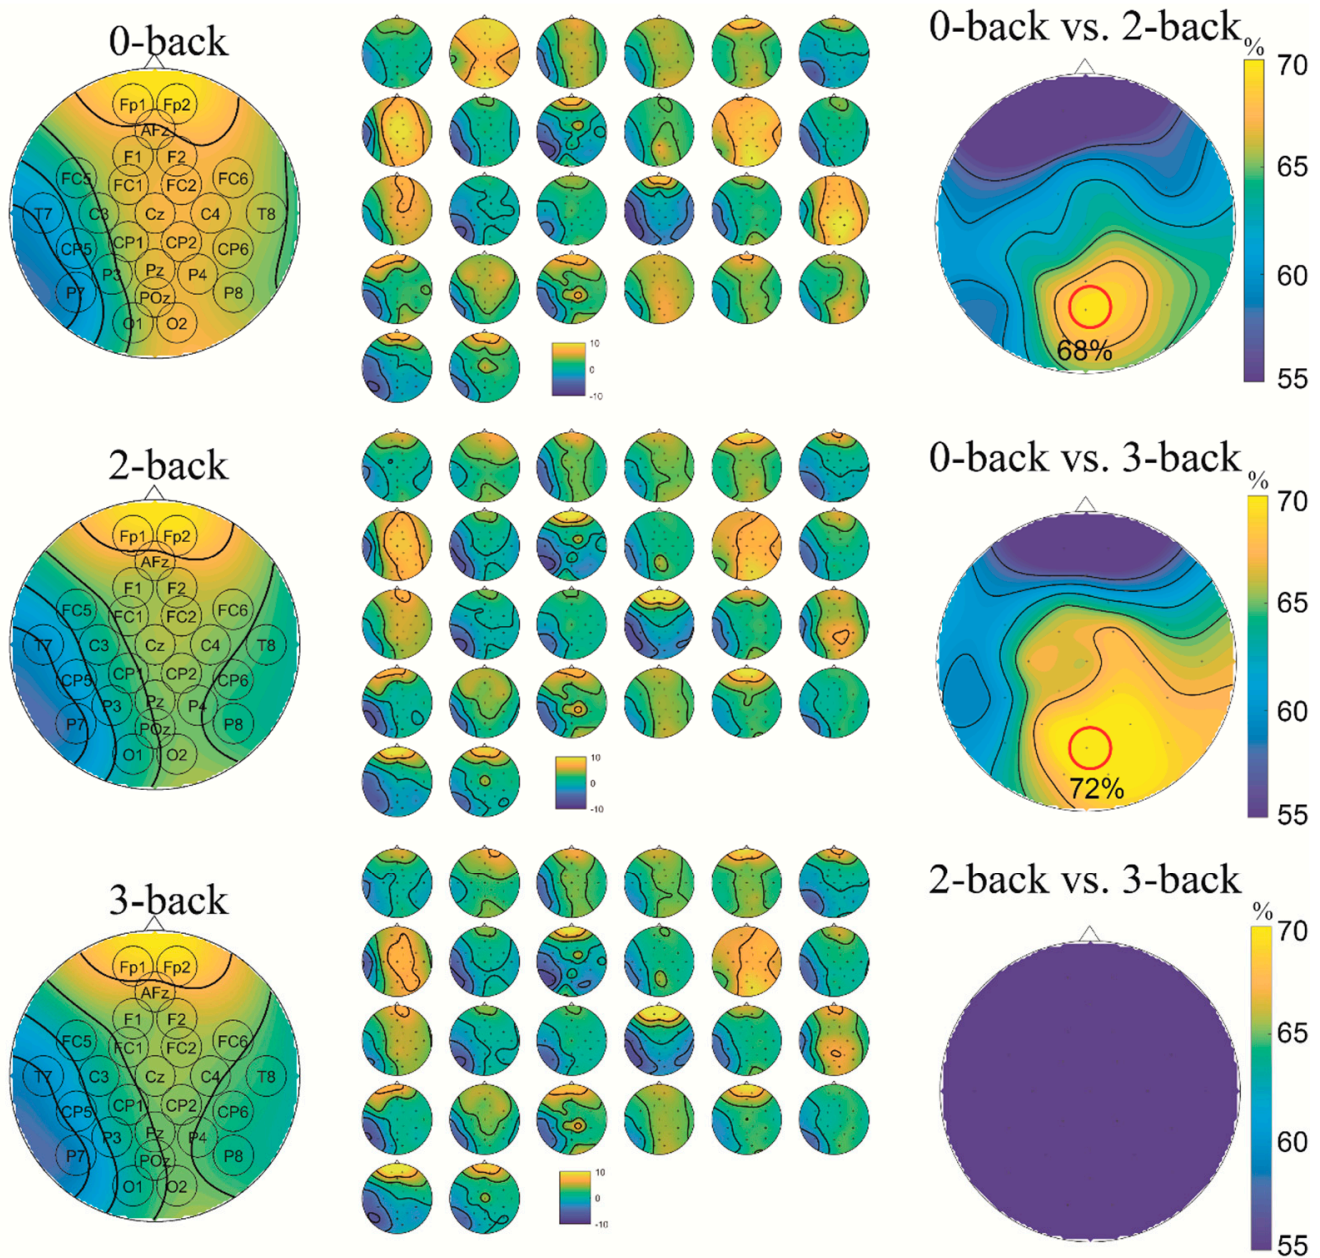 0-back
0-back vs. 2-back
%
70
65
60
55
68%
Fp1 Fp2
AFz
F1 F2
FC5 FC1 FC2 FC6
T7 C3 Cz C4 T8
CP5 CP1 CP2 CP6
P7 P3 Pz P4 P8
POz
O1 O2
10
0
-10
2-back
0-back vs. 3-back
%
70
65
60
55
72%
Fp1 Fp2
AFz
F1 F2
FC5 FC1 FC2 FC6
T7 C3 Cz C4 T8
CP5 CP1 CP2 CP6
P7 P3 Pz P4 P8
POz
O1 O2
10
0
-10
3-back
2-back vs. 3-back
%
70
65
60
55
Fp1 Fp2
AFz
F1 F2
FC5 FC1 FC2 FC6
T7 C3 Cz C4 T8
CP5 CP1 CP2 CP6
P7 P3 Pz P4 P8
POz
O1 O2
10
0
-10